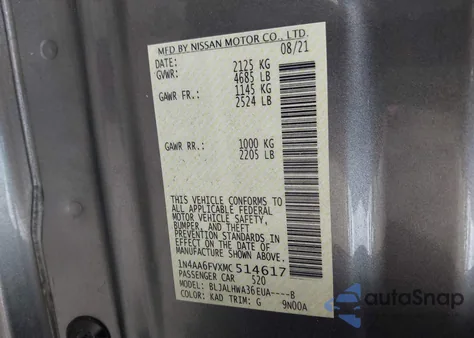 MFD BY NISSAN MOTOR CO., LTD.
DATE: 08/21
GVWR: 2125 KG
4685 LB
GAWR FR.: 1145 KG
2524 LB
GAWR RR.: 1000 KG
2205 LB
THIS VEHICLE CONFORMS TO
ALL APPLICABLE FEDERAL
MOTOR VEHICLE SAFETY,
BUMPER, AND THEFT
PREVENTION STANDARDS IN
EFFECT ON THE DATE OF
MANUFACTURE SHOWN ABOVE.
1N4AA6FVXMC514617
PASSENGER CAR 520
MODEL: BLJALHWA36EUA----B
COLOR: KAD TRIM: G 9N00A
autoSnap